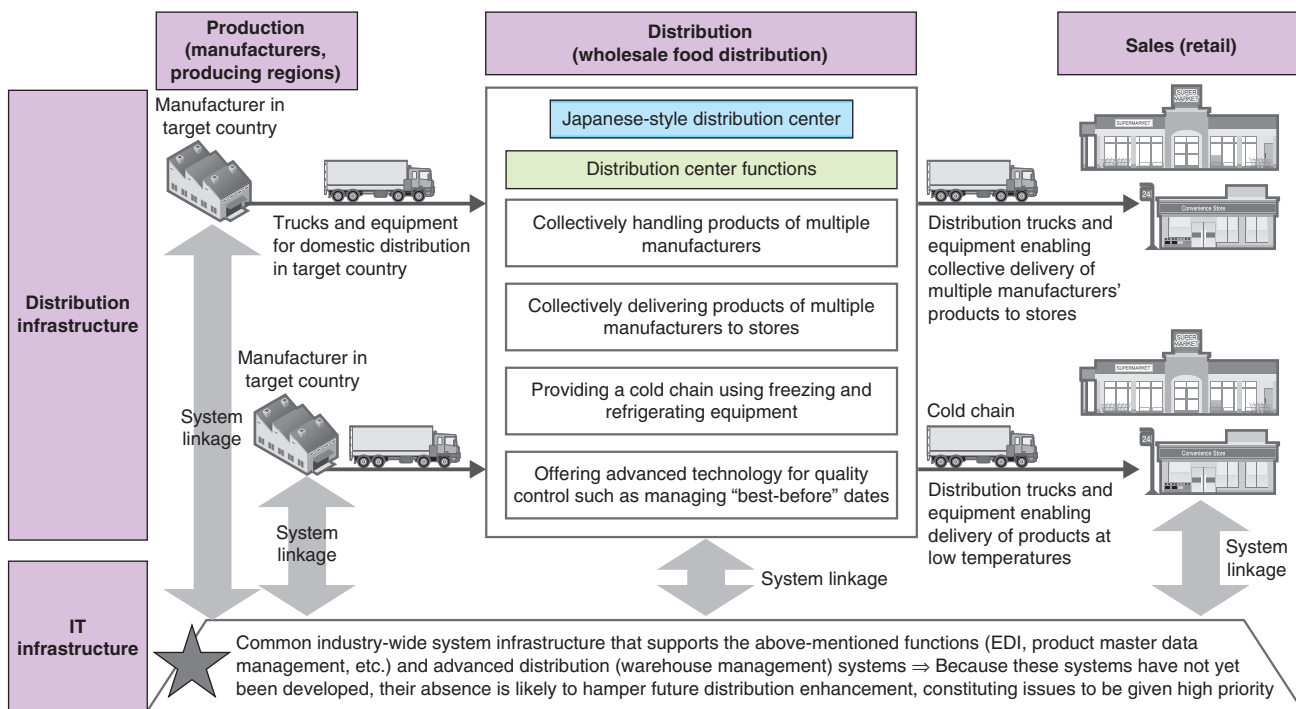 Production
(manufacturers,
producing regions)
Distribution
(wholesale food distribution)
Sales (retail)
Distribution
infrastructure
Manufacturer in
target country
Trucks and equipment
for domestic distribution
in target country
System
linkage
Manufacturer in
target country
System
linkage
Japanese-style distribution center
Distribution center functions
Collectively handling products of multiple
manufacturers
Collectively delivering products of multiple
manufacturers to stores
Providing a cold chain using freezing and
refrigerating equipment
Offering advanced technology for quality
control such as managing “best-before” dates
System linkage
Distribution trucks and
equipment enabling
collective delivery of
multiple manufacturers’
products to stores
Cold chain
Distribution trucks and
equipment enabling
delivery of products at
low temperatures
SUPER
MARKET
SUPERMARKET
24
Convenience Store
SUPER
MARKET
SUPERMARKET
24
Convenience Store
System
linkage
IT
infrastructure
Common industry-wide system infrastructure that supports the above-mentioned functions (EDI, product master data
management, etc.) and advanced distribution (warehouse management) systems ⇒ Because these systems have not yet
been developed, their absence is likely to hamper future distribution enhancement, constituting issues to be given high priority